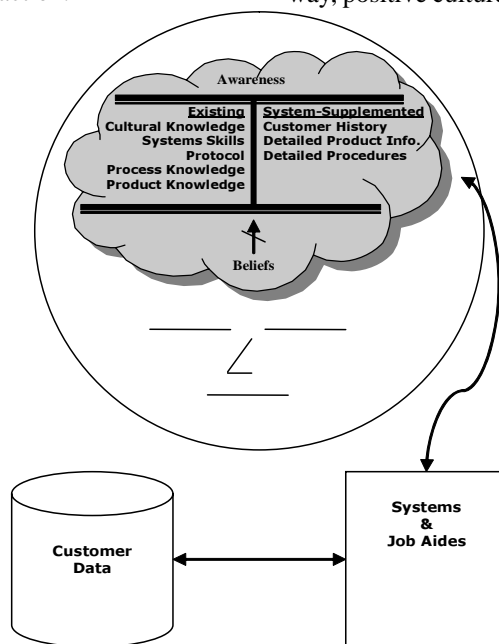 way, positive culture
Awareness
Existing
Cultural Knowledge
Systems Skills
Protocol
Process Knowledge
Product Knowledge
System-Supplemented
Customer History
Detailed Product Info.
Detailed Procedures
Beliefs
Customer
Data
Systems
&
Job Aides